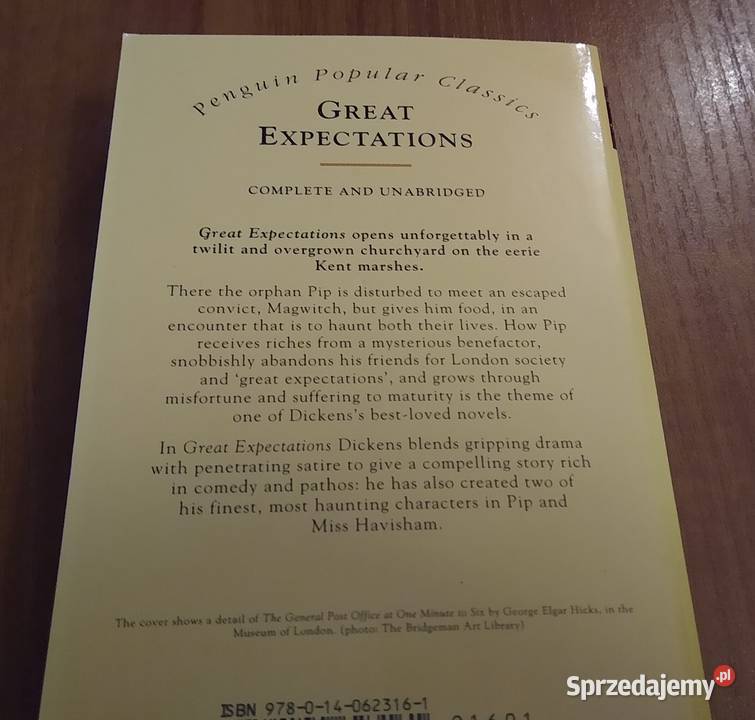 Penguin Popular Classics
GREAT
EXPECTATIONS
COMPLETE AND UNABRIDGED
Great Expectations opens unforgettably in a
twilit and overgrown churchyard on the eerie
Kent marshes.
There the orphan Pip is disturbed to meet an escaped
convict, Magwitch, but gives him food, in an
encounter that is to haunt both their lives. How Pip
receives riches from a mysterious benefactor,
snobbishly abandons his friends for London society
and 'great expectations', and grows through
misfortune and suffering to maturity is the theme of
one of Dickens's best-loved novels.
In Great Expectations Dickens blends gripping drama
with penetrating satire to give a compelling story rich
in comedy and pathos: he has also created two of
his finest, most haunting characters in Pip and
Miss Havisham.
The cover shows a detail of The General Post Office at One Minute to Six by George Elgar Hicks, in the
Museum of London. (photo: The Bridgeman Art Library)
ISBN 978-0-14-062316-1
Sprzedajemy.pl